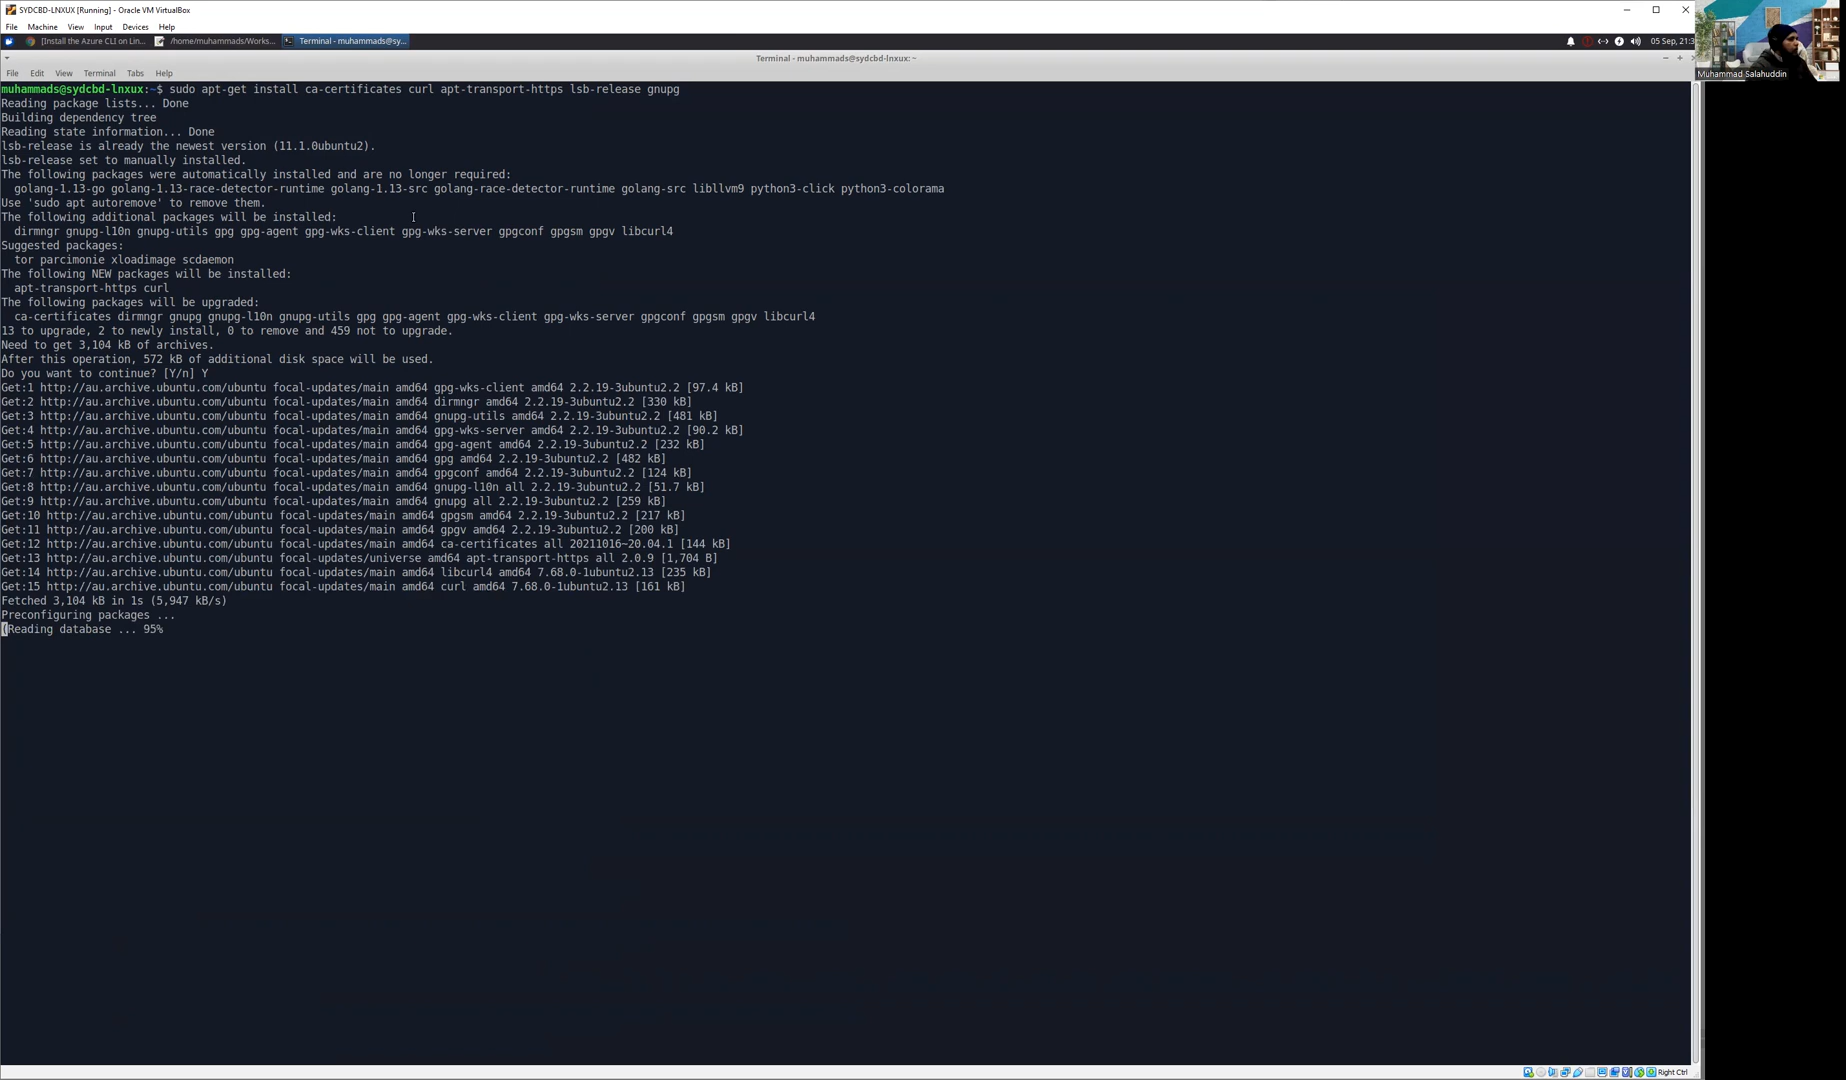 SYDCBD-LNXUX [Running] - Oracle VM VirtualBox
File Machine View Input Devices Help
[Install the Azure CLI on Lin... /home/muhammads/Works... Terminal - muhammads@sy... 05 Sep, 21:3
Terminal - muhammads@sydcbd-lnxux: ~
Muhammad Salahuddin
File Edit View Terminal Tabs Help
muhammads@sydcbd-lnxux:~$ sudo apt-get install ca-certificates curl apt-transport-https lsb-release gnupg
Reading package lists... Done
Building dependency tree
Reading state information... Done
lsb-release is already the newest version (11.1.0ubuntu2).
lsb-release set to manually installed.
The following packages were automatically installed and are no longer required:
golang-1.13-go golang-1.13-race-detector-runtime golang-1.13-src golang-race-detector-runtime golang-src libllvm9 python3-click python3-colorama
Use 'sudo apt autoremove' to remove them.
The following additional packages will be installed:
dirmngr gnupg-l10n gnupg-utils gpg gpg-agent gpg-wks-client gpg-wks-server gpgconf gpgsm gpgv libcurl4
Suggested packages:
tor parcimonie xloadimage scdaemon
The following NEW packages will be installed:
apt-transport-https curl
The following packages will be upgraded:
ca-certificates dirmngr gnupg gnupg-l10n gnupg-utils gpg gpg-agent gpg-wks-client gpg-wks-server gpgconf gpgsm gpgv libcurl4
13 to upgrade, 2 to newly install, 0 to remove and 459 not to upgrade.
Need to get 3,104 kB of archives.
After this operation, 572 kB of additional disk space will be used.
Do you want to continue? [Y/n] Y
Get:1 http://au.archive.ubuntu.com/ubuntu focal-updates/main amd64 gpg-wks-client amd64 2.2.19-3ubuntu2.2 [97.4 kB]
Get:2 http://au.archive.ubuntu.com/ubuntu focal-updates/main amd64 dirmngr amd64 2.2.19-3ubuntu2.2 [330 kB]
Get:3 http://au.archive.ubuntu.com/ubuntu focal-updates/main amd64 gnupg-utils amd64 2.2.19-3ubuntu2.2 [481 kB]
Get:4 http://au.archive.ubuntu.com/ubuntu focal-updates/main amd64 gpg-wks-server amd64 2.2.19-3ubuntu2.2 [90.2 kB]
Get:5 http://au.archive.ubuntu.com/ubuntu focal-updates/main amd64 gpg-agent amd64 2.2.19-3ubuntu2.2 [232 kB]
Get:6 http://au.archive.ubuntu.com/ubuntu focal-updates/main amd64 gpg amd64 2.2.19-3ubuntu2.2 [482 kB]
Get:7 http://au.archive.ubuntu.com/ubuntu focal-updates/main amd64 gpgconf amd64 2.2.19-3ubuntu2.2 [124 kB]
Get:8 http://au.archive.ubuntu.com/ubuntu focal-updates/main amd64 gnupg-l10n all 2.2.19-3ubuntu2.2 [51.7 kB]
Get:9 http://au.archive.ubuntu.com/ubuntu focal-updates/main amd64 gnupg all 2.2.19-3ubuntu2.2 [259 kB]
Get:10 http://au.archive.ubuntu.com/ubuntu focal-updates/main amd64 gpgsm amd64 2.2.19-3ubuntu2.2 [217 kB]
Get:11 http://au.archive.ubuntu.com/ubuntu focal-updates/main amd64 gpgv amd64 2.2.19-3ubuntu2.2 [200 kB]
Get:12 http://au.archive.ubuntu.com/ubuntu focal-updates/main amd64 ca-certificates all 20211016~20.04.1 [144 kB]
Get:13 http://au.archive.ubuntu.com/ubuntu focal-updates/universe amd64 apt-transport-https all 2.0.9 [1,704 B]
Get:14 http://au.archive.ubuntu.com/ubuntu focal-updates/main amd64 libcurl4 amd64 7.68.0-1ubuntu2.13 [235 kB]
Get:15 http://au.archive.ubuntu.com/ubuntu focal-updates/main amd64 curl amd64 7.68.0-1ubuntu2.13 [161 kB]
Fetched 3,104 kB in 1s (5,947 kB/s)
Preconfiguring packages ...
(Reading database ... 95%
Right Ctrl